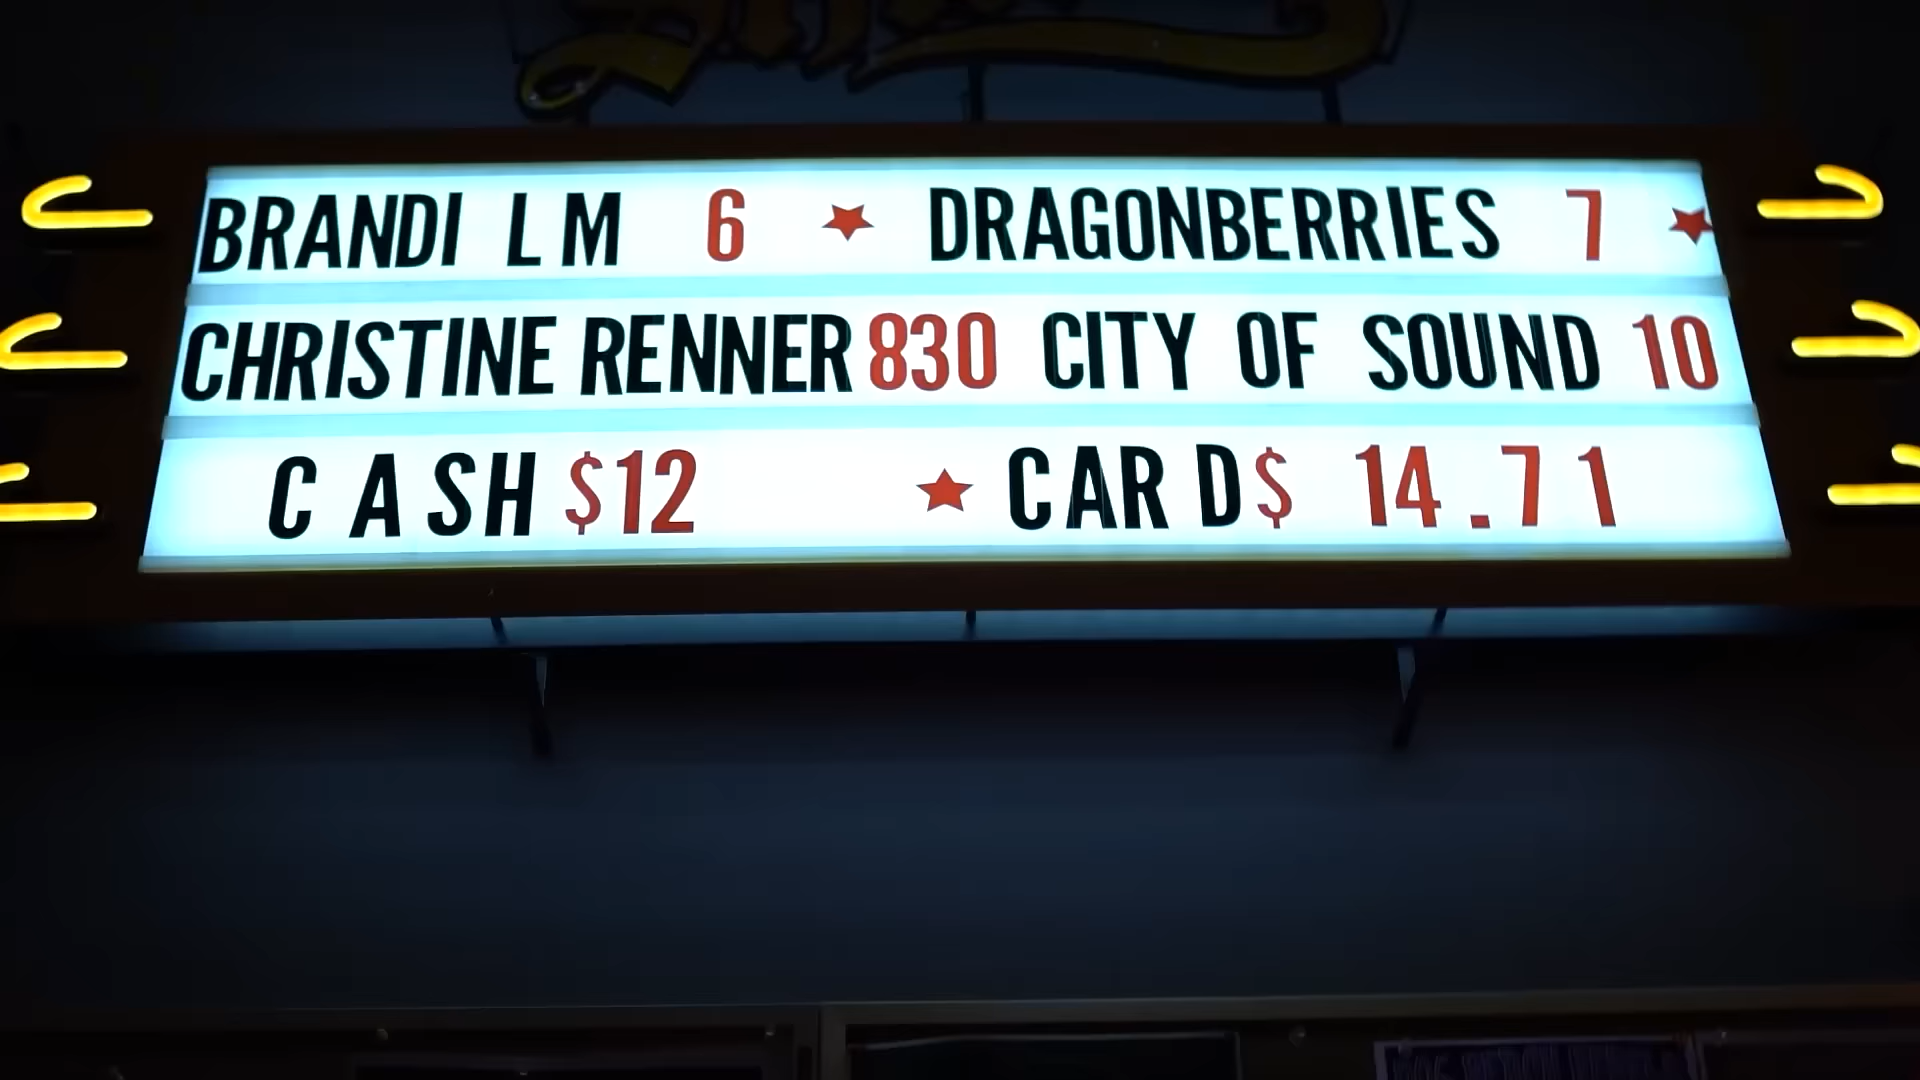 BRANDI LM 6 ★ DRAGONBERRIES 7 ★
CHRISTINE RENNER 830 CITY OF SOUND 10
CASH $12 ★ CARD $ 14.71